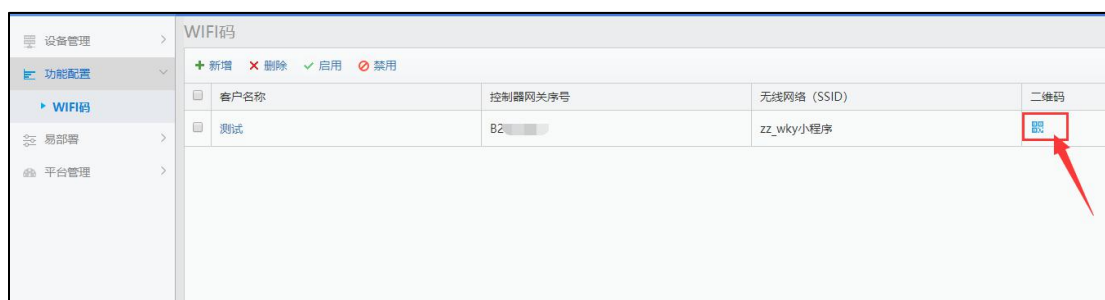 WIFI码
设备管理
功能配置
WIFI码
易部署
平台管理
新增 删除 启用 禁用
客户名称 控制器网关序号 无线网络（SSID） 二维码
测试 B2 zz_wky小程序